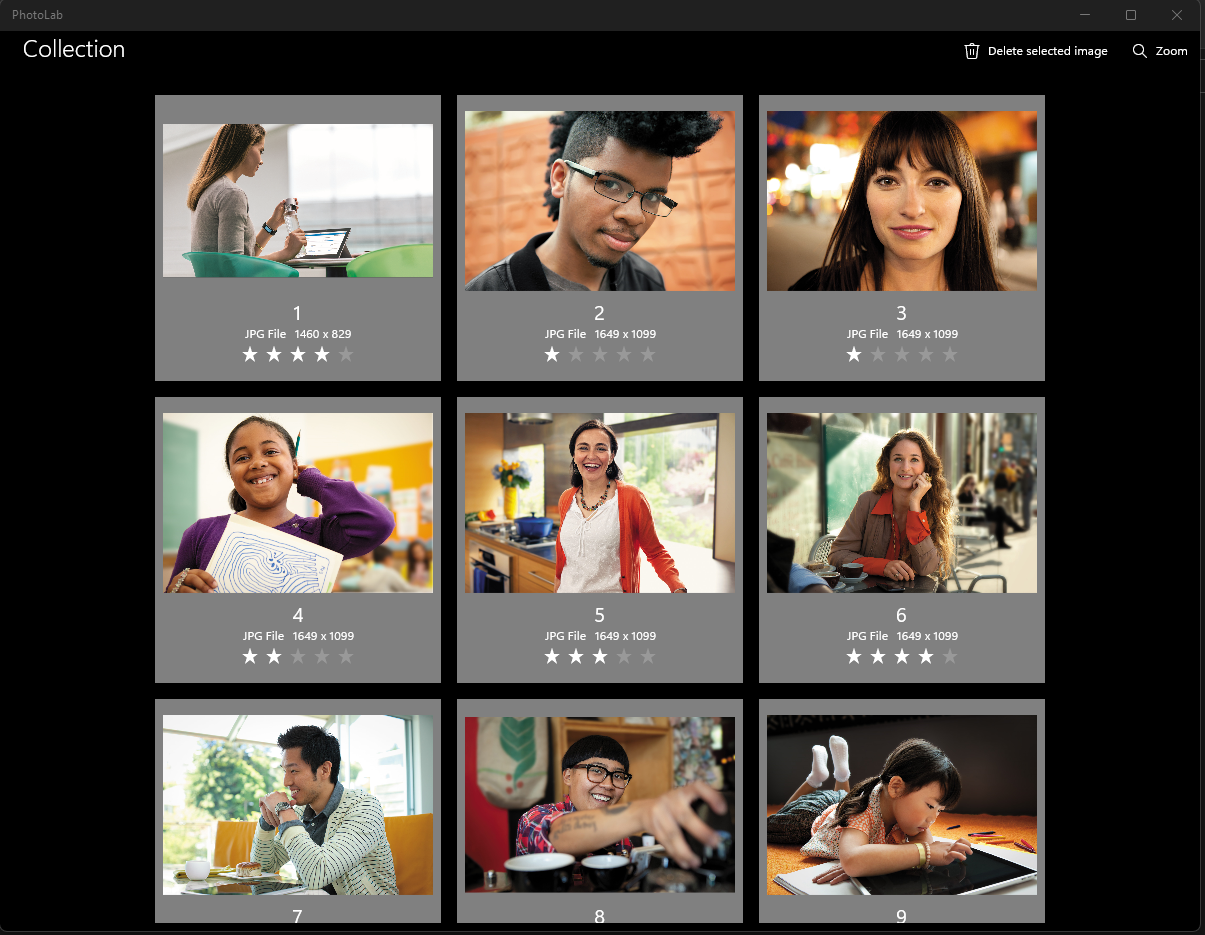 PhotoLab
Collection
Delete selected image Zoom
1
JPG File 1460 x 829
2
JPG File 1649 x 1099
3
JPG File 1649 x 1099
4
JPG File 1649 x 1099
5
JPG File 1649 x 1099
6
JPG File 1649 x 1099
7
8
9